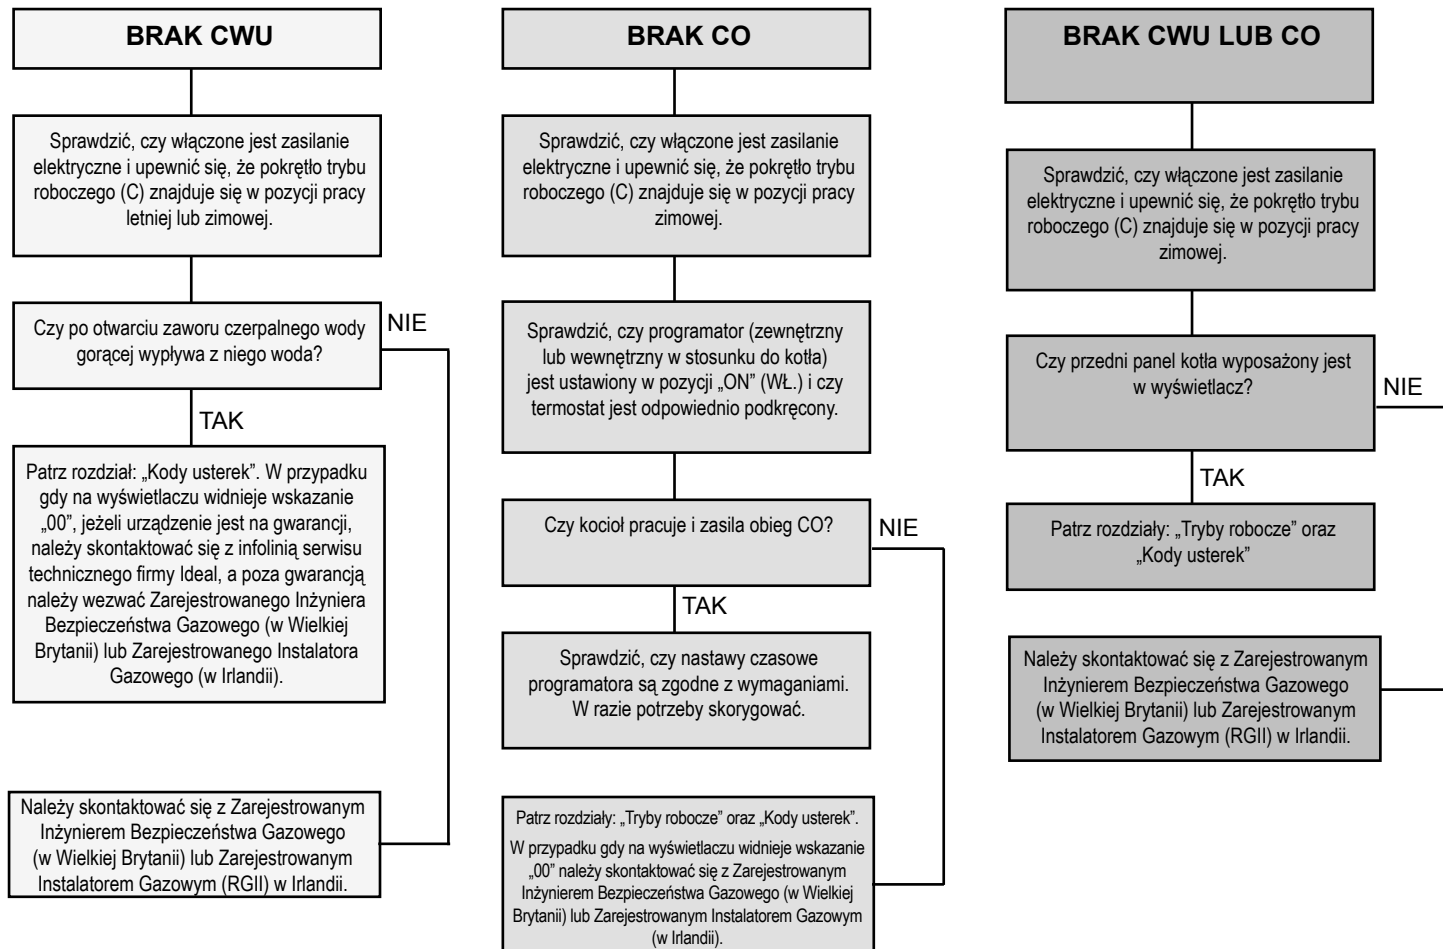 BRAK CWU
Sprawdzić, czy włączone jest zasilanie
elektryczne i upewnić się, że pokrętło trybu
roboczego (C) znajduje się w pozycji pracy
letniej lub zimowej.
Czy po otwarciu zaworu czerpalnego wody
gorącej wypływa z niego woda?
NIE
TAK
Patrz rozdział: „Kody usterek”. W przypadku
gdy na wyświetlaczu widnieje wskazanie
„00”, jeżeli urządzenie jest na gwarancji,
należy skontaktować się z infolinią serwisu
technicznego firmy Ideal, a poza gwarancją
należy wezwać Zarejestrowanego Inżyniera
Bezpieczeństwa Gazowego (w Wielkiej
Brytanii) lub Zarejestrowanego Instalatora
Gazowego (w Irlandii).
Należy skontaktować się z Zarejestrowanym
Inżynierem Bezpieczeństwa Gazowego
(w Wielkiej Brytanii) lub Zarejestrowanym
Instalatorem Gazowym (RGII) w Irlandii.
BRAK CO
Sprawdzić, czy włączone jest zasilanie
elektryczne i upewnić się, że pokrętło trybu
roboczego (C) znajduje się w pozycji pracy
zimowej.
Sprawdzić, czy programator (zewnętrzny
lub wewnętrzny w stosunku do kotła)
jest ustawiony w pozycji „ON” (WŁ.) i czy
termostat jest odpowiednio podkręcony.
Czy kocioł pracuje i zasila obieg CO?
NIE
TAK
Sprawdzić, czy nastawy czasowe
programatora są zgodne z wymaganiami.
W razie potrzeby skorygować.
Patrz rozdziały: „Tryby robocze” oraz „Kody usterek”.
W przypadku gdy na wyświetlaczu widnieje wskazanie
„00” należy skontaktować się z Zarejestrowanym
Inżynierem Bezpieczeństwa Gazowego (w Wielkiej
Brytanii) lub Zarejestrowanym Instalatorem Gazowym
(w Irlandii).
BRAK CWU LUB CO
Sprawdzić, czy włączone jest zasilanie
elektryczne i upewnić się, że pokrętło trybu
roboczego (C) znajduje się w pozycji pracy
zimowej.
Czy przedni panel kotła wyposażony jest
w wyświetlacz?
NIE
TAK
Patrz rozdziały: „Tryby robocze” oraz
„Kody usterek”
Należy skontaktować się z Zarejestrowanym
Inżynierem Bezpieczeństwa Gazowego
(w Wielkiej Brytanii) lub Zarejestrowanym
Instalatorem Gazowym (RGII) w Irlandii.